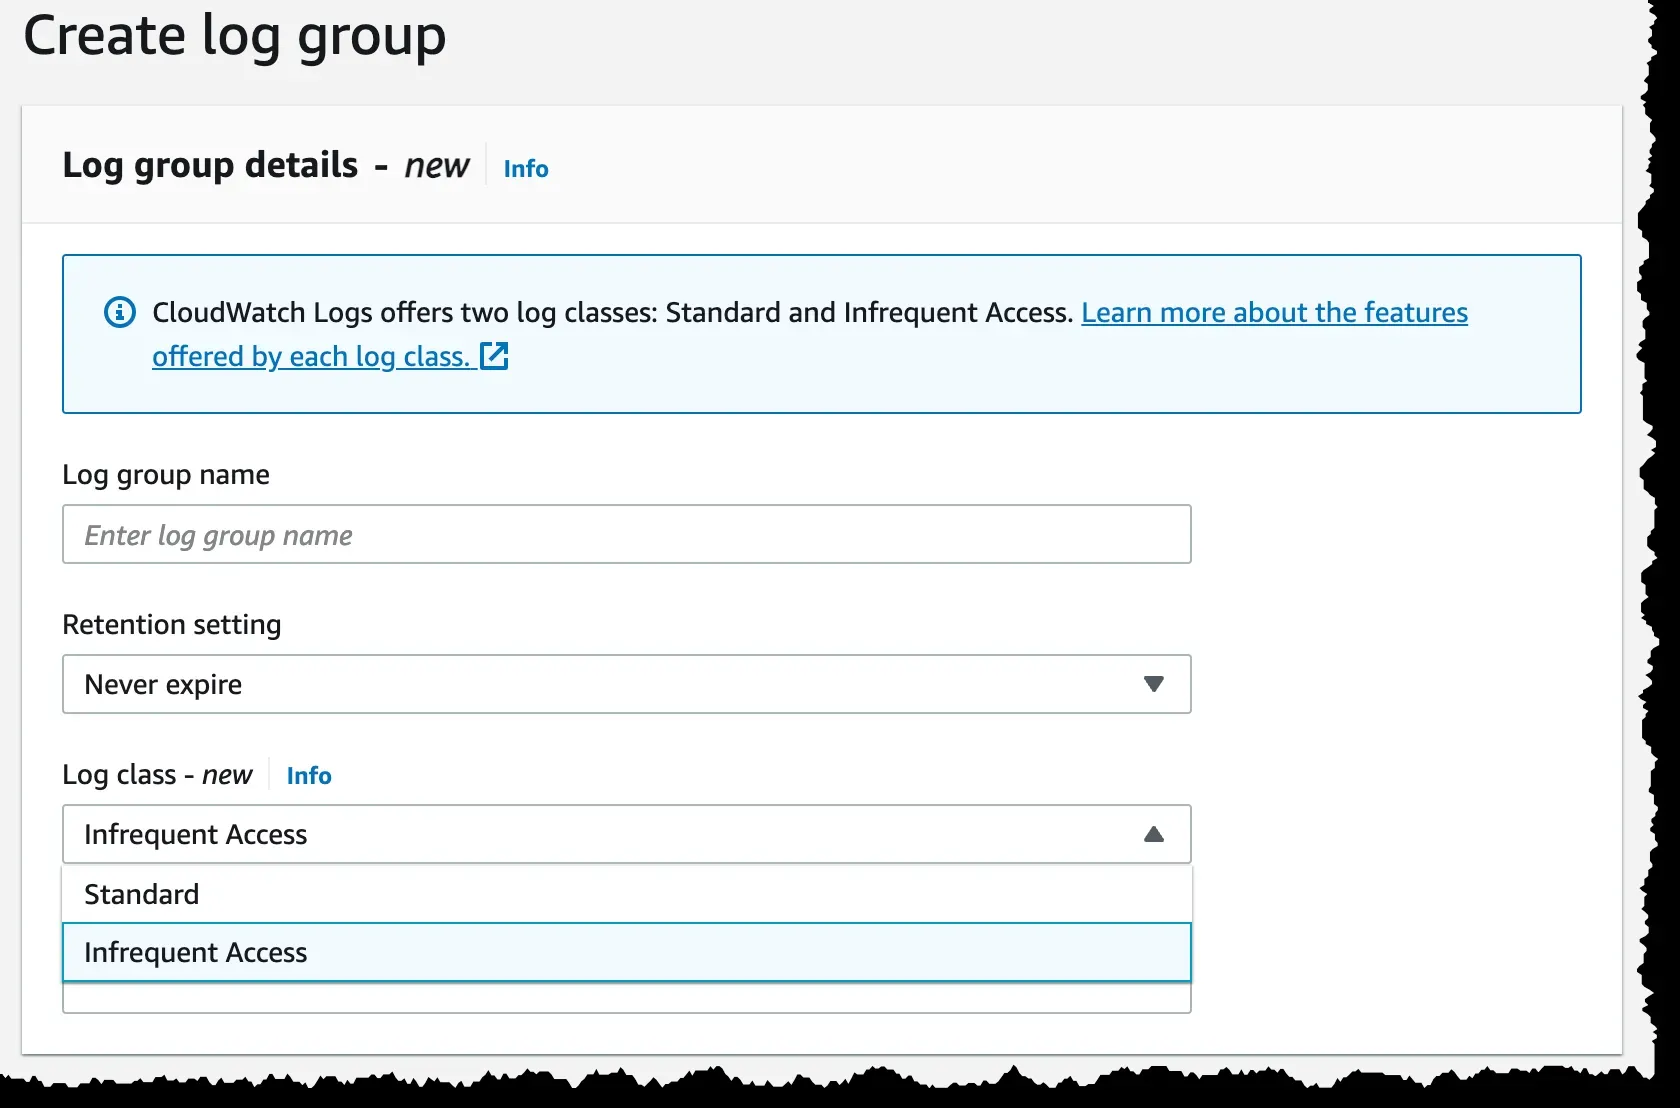 Create log group
Log group details - new Info
CloudWatch Logs offers two log classes: Standard and Infrequent Access. Learn more about the features
offered by each log class.
Log group name
Enter log group name
Retention setting
Never expire
Log class - new Info
Infrequent Access
Standard
Infrequent Access